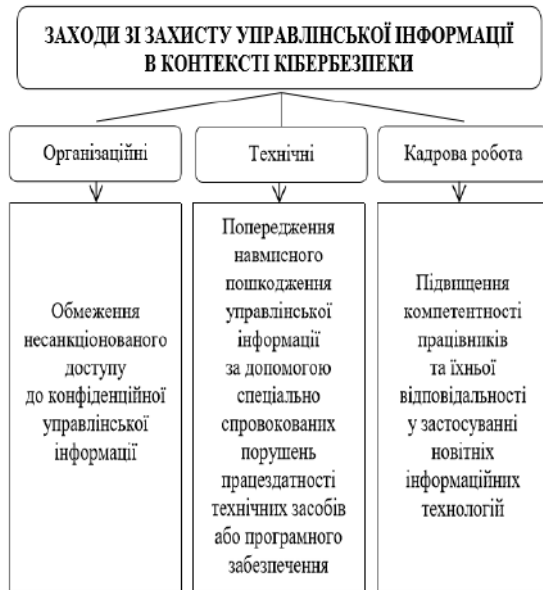 ЗАХОДИ ЗІ ЗАХИСТУ УПРАВЛІНСЬКОЇ ІНФОРМАЦІЇ
В КОНТЕКСТІ КІБЕРБЕЗПЕКИ
Організаційні
Технічні
Кадрова робота
Обмеження
несанкціонованого
доступу
до конфіденційної
управлінської
інформації
Попередження
навмисного
пошкодження
управлінської
інформації
за допомогою
спеціально
спровокованих
порушень
працездатності
технічних засобів
або програмного
забезпечення
Підвищення
компетентності
працівників
та їхньої
відповідальності
у застосуванні
новітніх
інформаційних
технологій